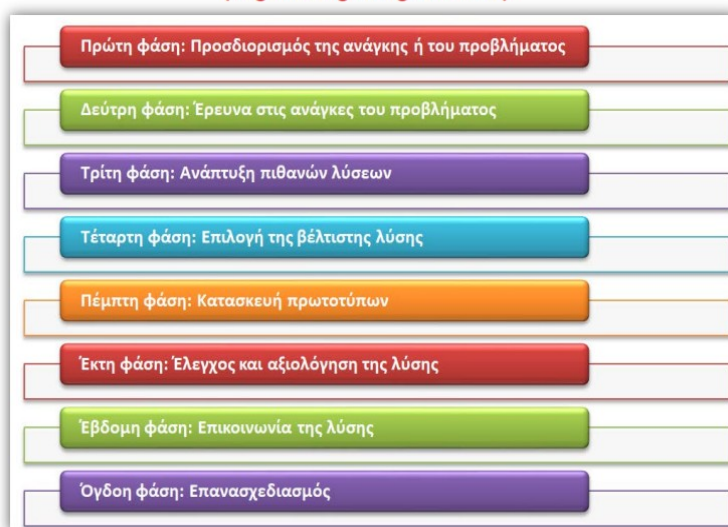 Πρώτη φάση: Προσδιορισμός της ανάγκης ή του προβλήματος
Δεύτρη φάση: Έρευνα στις ανάγκες του προβλήματος
Τρίτη φάση: Ανάπτυξη πιθανών λύσεων
Τέταρτη φάση: Επιλογή της βέλτιστης λύσης
Πέμπτη φάση: Κατασκευή πρωτοτύπων
Έκτη φάση: Έλεγχος και αξιολόγηση της λύσης
Έβδομη φάση: Επικοινωνία της λύσης
Όγδοη φάση: Επανασχεδιασμός